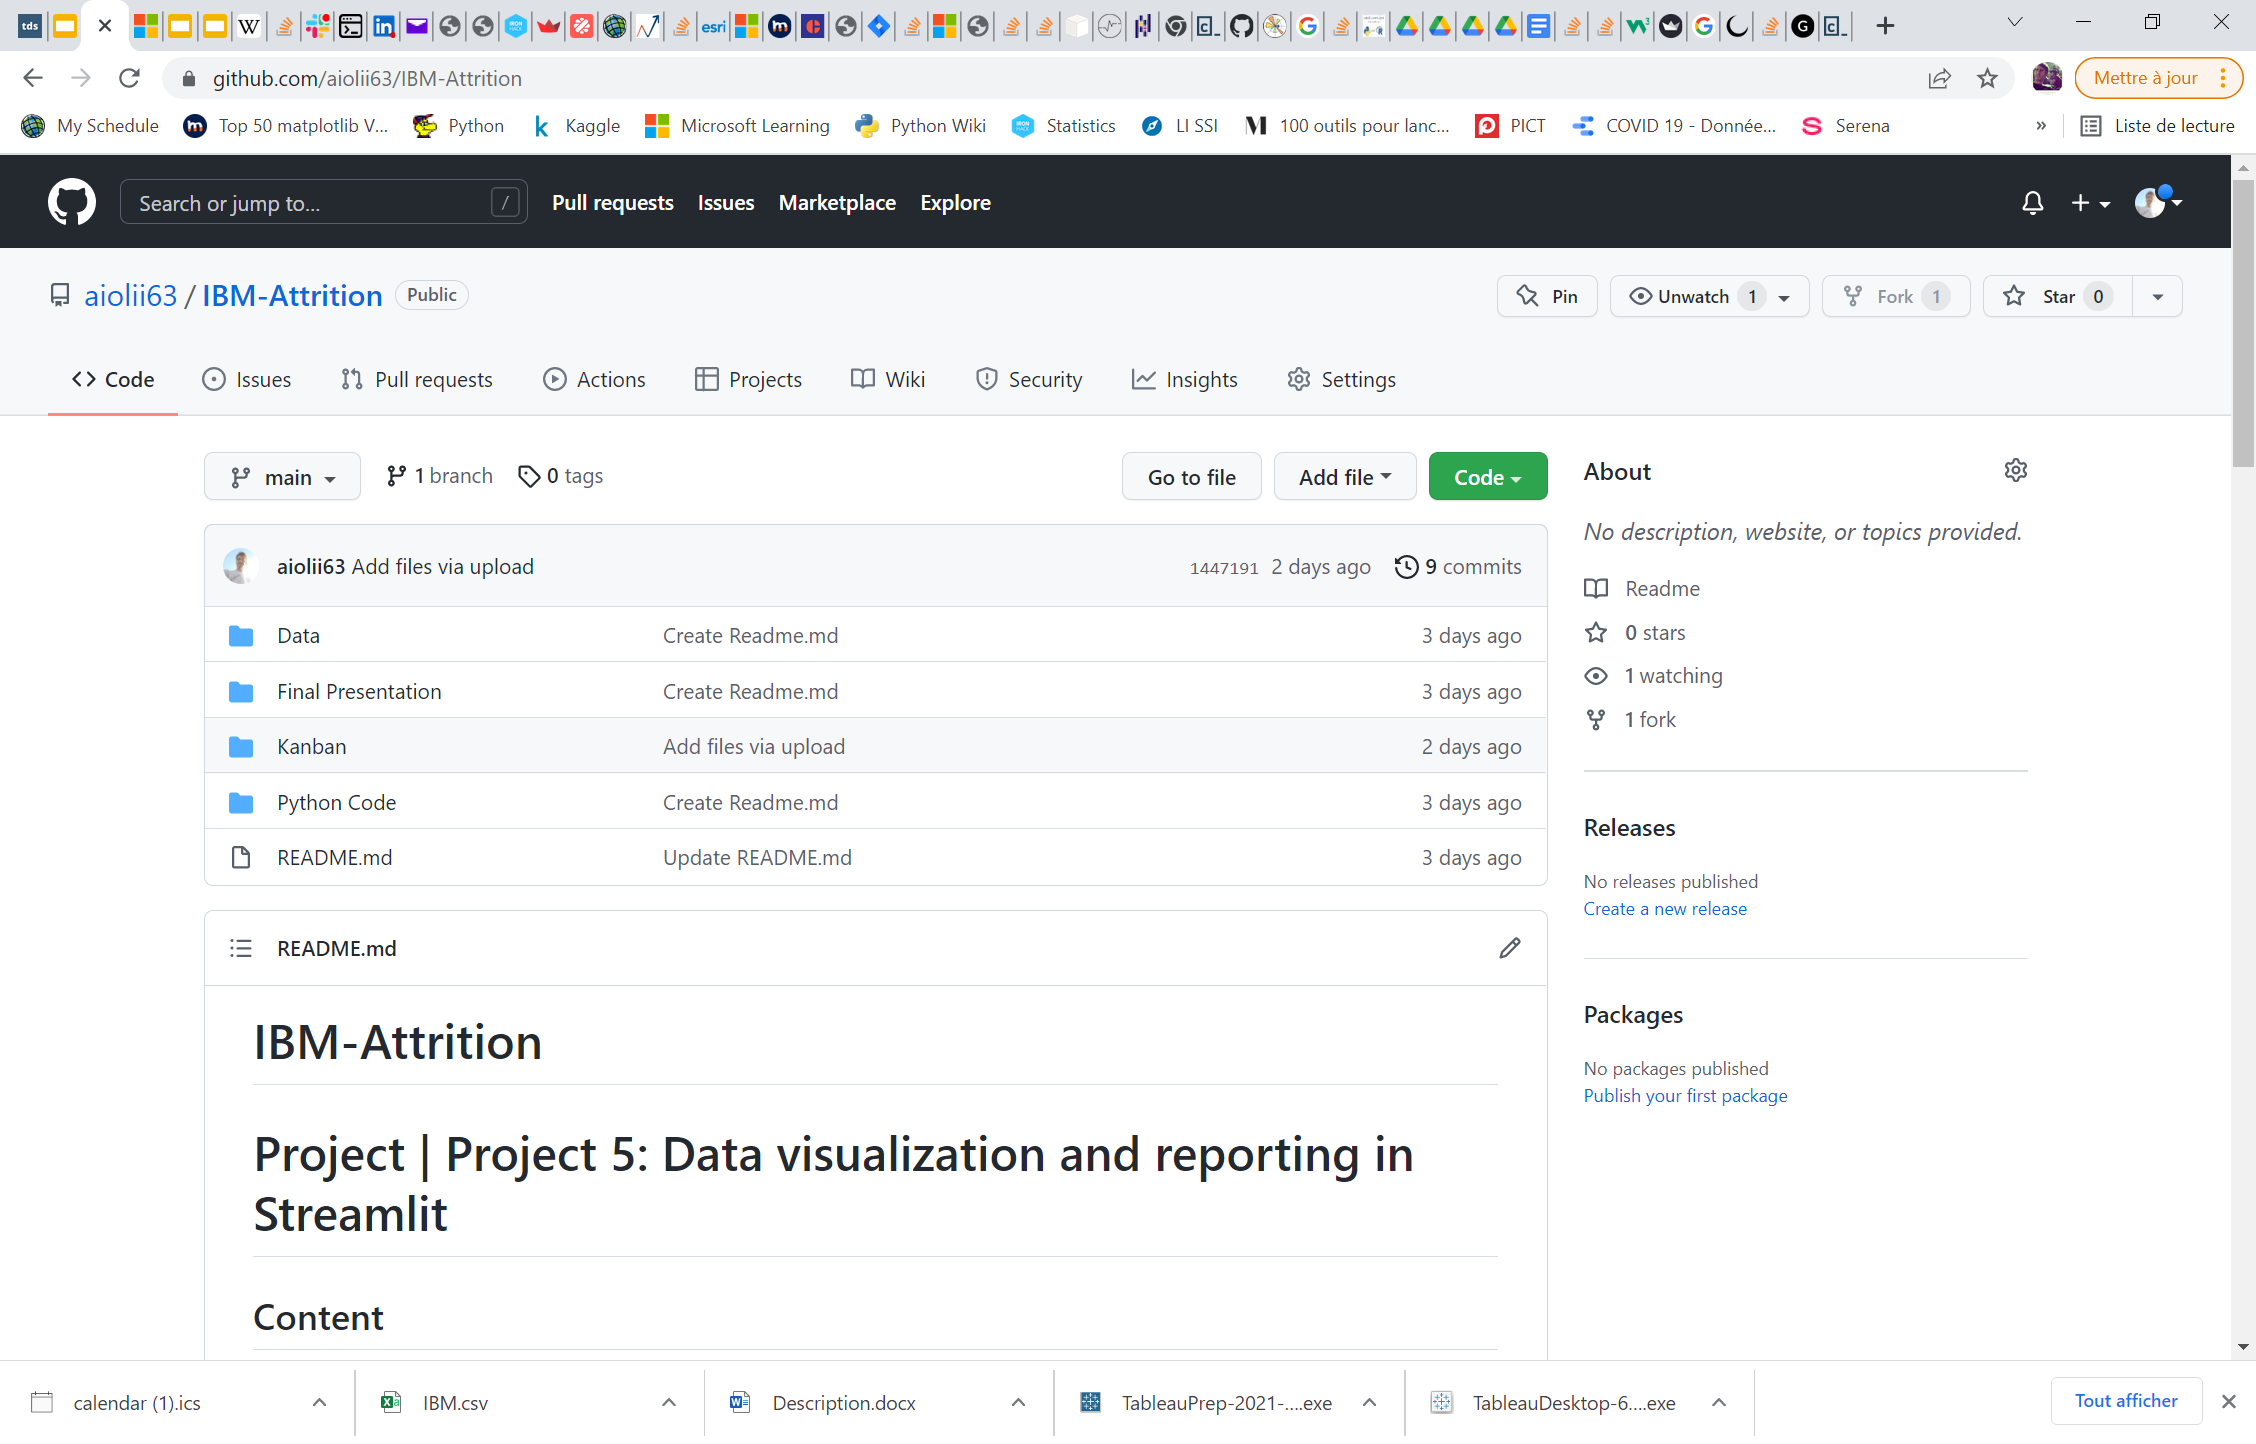 tds
W
in
esri
github.com/aiolii63/IBM-Attrition
Mettre à jour
My Schedule
Top 50 matplotlib V...
Python
Kaggle
Microsoft Learning
Python Wiki
Statistics
LI SSI
100 outils pour lanc...
PICT
COVID 19 - Donnée...
Serena
»
Liste de lecture
Search or jump to... /
Pull requests Issues Marketplace Explore
aiolii63 / IBM-Attrition Public
Pin
Unwatch 1
Fork 1
Star 0
Code Issues Pull requests Actions Projects Wiki Security Insights Settings
main 1 branch 0 tags
Go to file Add file Code
aiolii63 Add files via upload 1447191 2 days ago 9 commits
Data Create Readme.md 3 days ago
Final Presentation Create Readme.md 3 days ago
Kanban Add files via upload 2 days ago
Python Code Create Readme.md 3 days ago
README.md Update README.md 3 days ago
README.md
IBM-Attrition
Project | Project 5: Data visualization and reporting in
Streamlit
Content
About
No description, website, or topics provided.
Readme
0 stars
1 watching
1 fork
Releases
No releases published
Create a new release
Packages
No packages published
Publish your first package
calendar (1).ics
IBM.csv
Description.docx
TableauPrep-2021-....exe
TableauDesktop-6....exe
Tout afficher